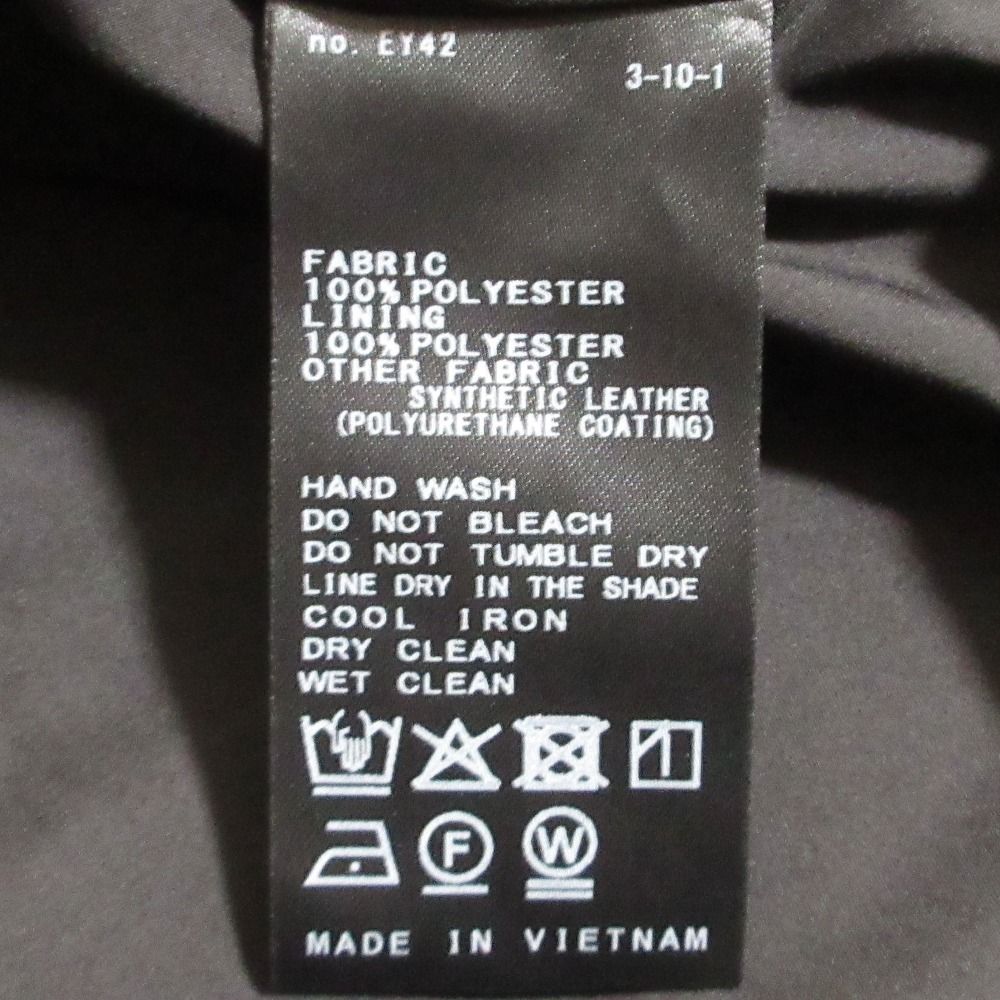 no. EY42
3-10-1
FABRIC
100% POLYESTER
LINING
100% POLYESTER
OTHER FABRIC
SYNTHETIC LEATHER
(POLYURETHANE COATING)
HAND WASH
DO NOT BLEACH
DO NOT TUMBLE DRY
LINE DRY IN THE SHADE
COOL IRON
DRY CLEAN
WET CLEAN
F W
MADE IN VIETNAM